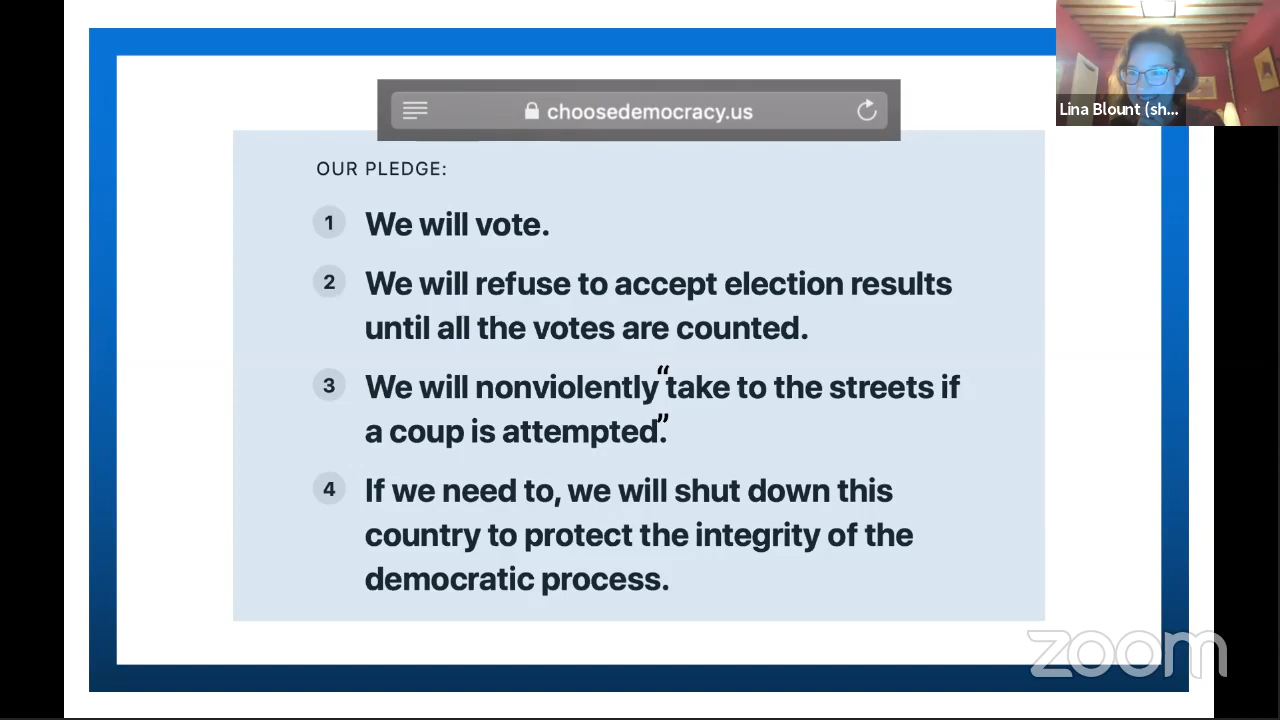 choosedemocracy.us
Lina Blount (sh...
OUR PLEDGE:
1 We will vote.
2 We will refuse to accept election results
until all the votes are counted.
3 We will nonviolently “take to the streets if
a coup is attempted.”
4 If we need to, we will shut down this
country to protect the integrity of the
democratic process.
zoom